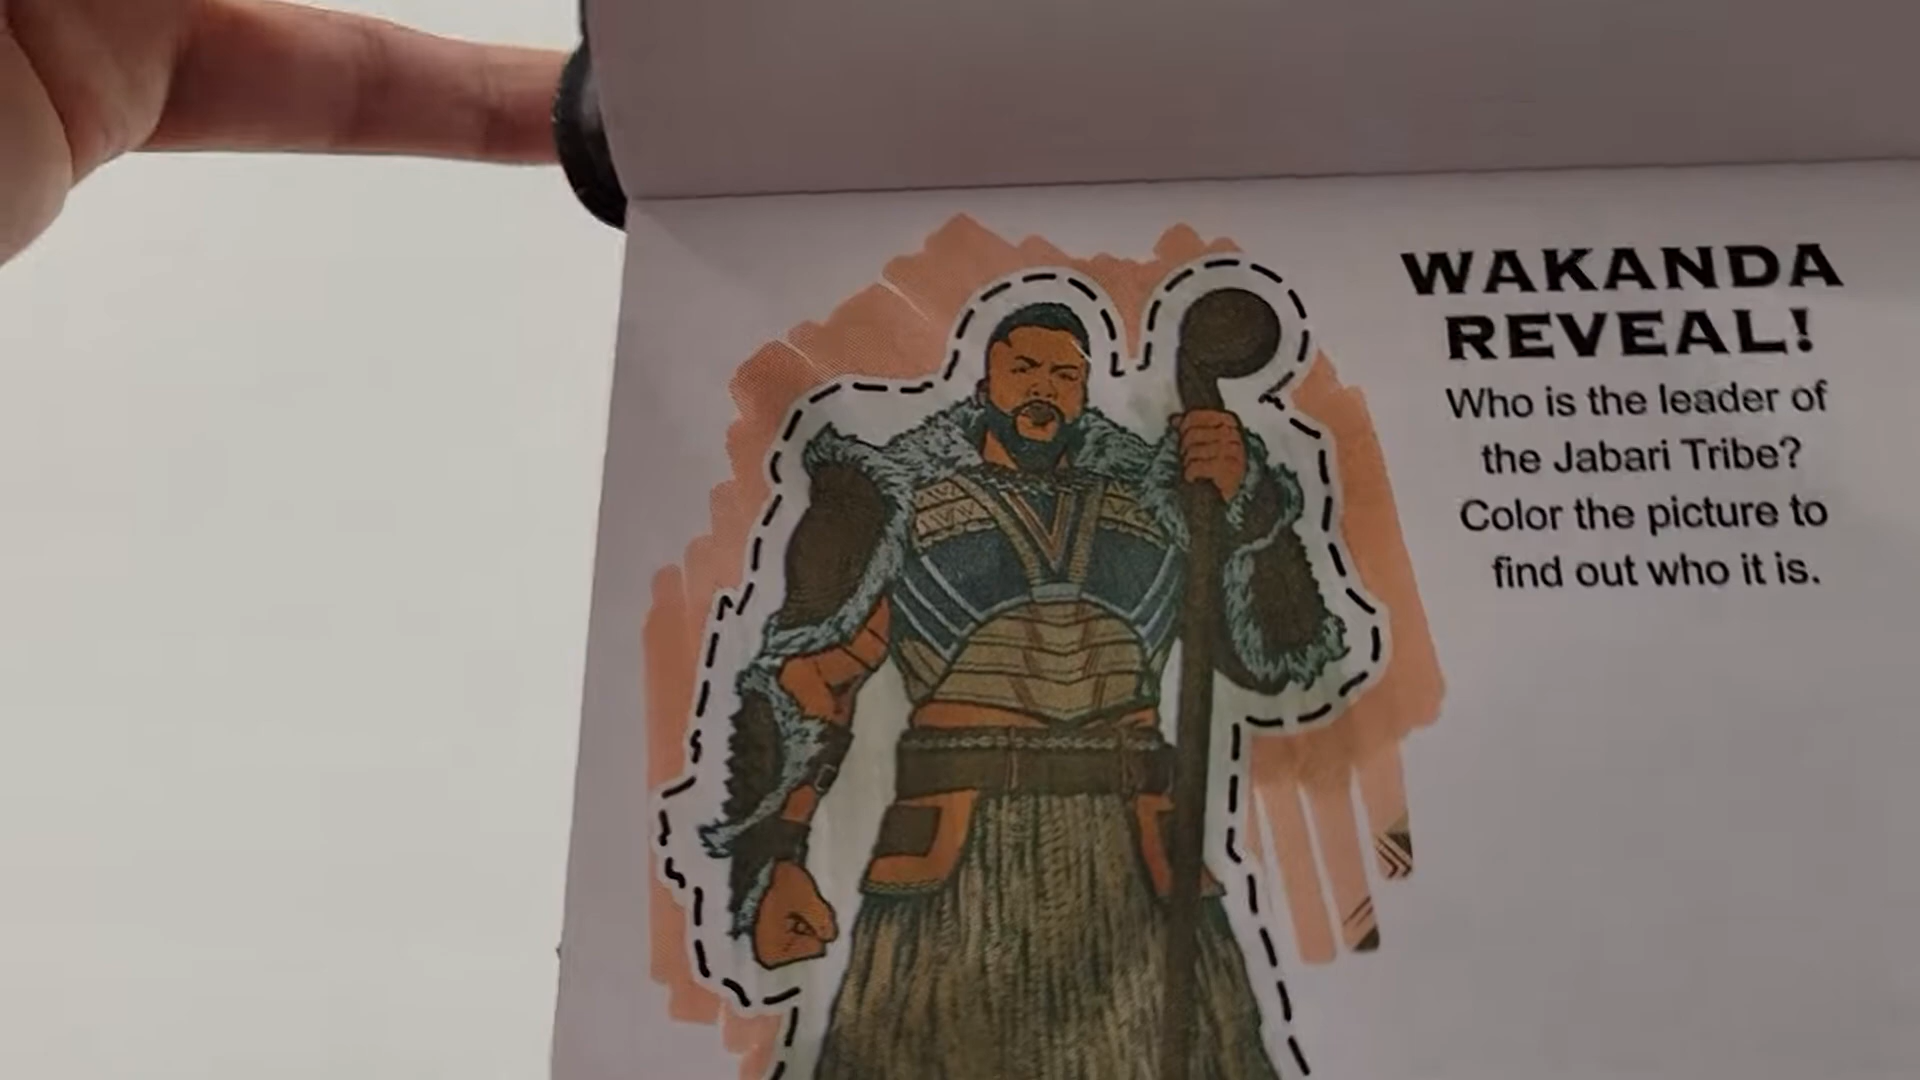 WAKANDA
REVEAL!
Who is the leader of
the Jabari Tribe?
Color the picture to
find out who it is.